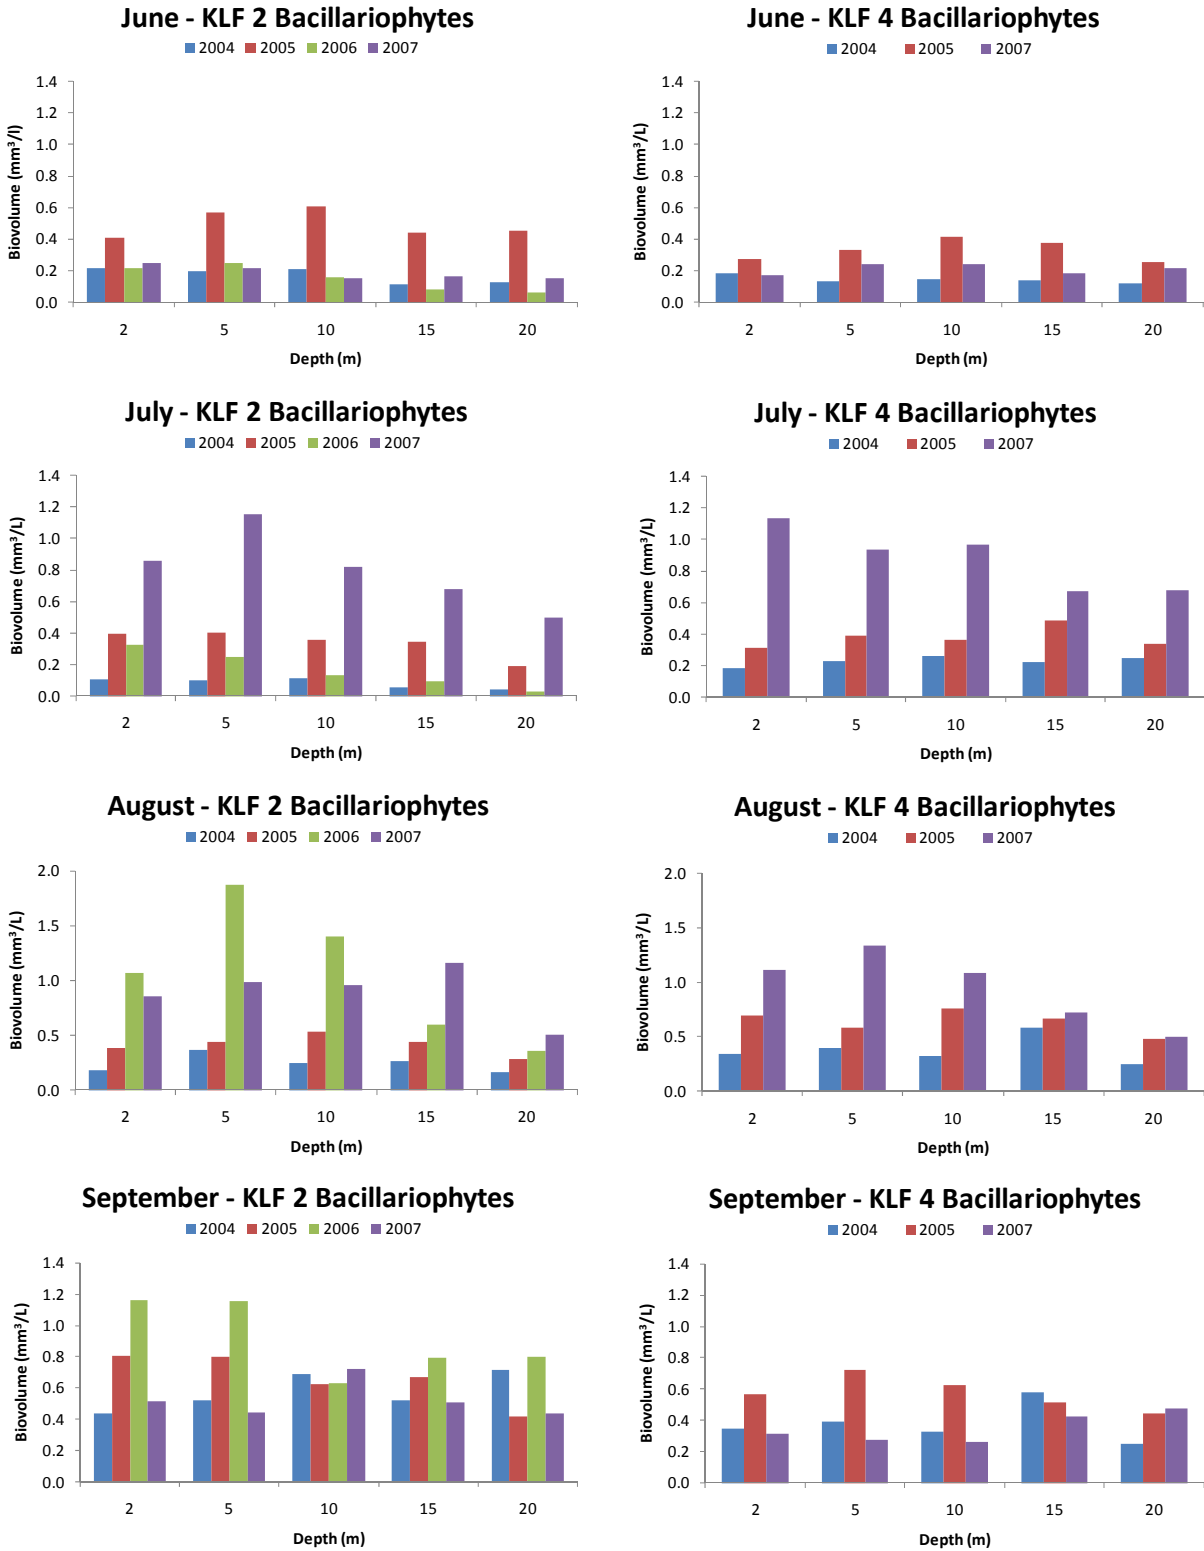 June - KLF 2 Bacillariophytes
2004 2005 2006 2007
Biovolume (mm³/l)
1.4
1.2
1.0
0.8
0.6
0.4
0.2
0.0
2 5 10 15 20
Depth (m)
June - KLF 4 Bacillariophytes
2004 2005 2007
Biovolume (mm³/L)
1.4
1.2
1.0
0.8
0.6
0.4
0.2
0.0
2 5 10 15 20
Depth (m)
July - KLF 2 Bacillariophytes
2004 2005 2006 2007
Biovolume (mm³/L)
1.4
1.2
1.0
0.8
0.6
0.4
0.2
0.0
2 5 10 15 20
Depth (m)
July - KLF 4 Bacillariophytes
2004 2005 2007
Biovolume (mm³/L)
1.4
1.2
1.0
0.8
0.6
0.4
0.2
0.0
2 5 10 15 20
Depth (m)
August - KLF 2 Bacillariophytes
2004 2005 2006 2007
Biovolume (mm³/L)
2.0
1.5
1.0
0.5
0.0
2 5 10 15 20
Depth (m)
August - KLF 4 Bacillariophytes
2004 2005 2007
Biovolume (mm³/L)
2.0
1.5
1.0
0.5
0.0
2 5 10 15 20
Depth (m)
September - KLF 2 Bacillariophytes
2004 2005 2006 2007
Biovolume (mm³/L)
1.4
1.2
1.0
0.8
0.6
0.4
0.2
0.0
2 5 10 15 20
Depth (m)
September - KLF 4 Bacillariophytes
2004 2005 2007
Biovolume (mm³/L)
1.4
1.2
1.0
0.8
0.6
0.4
0.2
0.0
2 5 10 15 20
Depth (m)